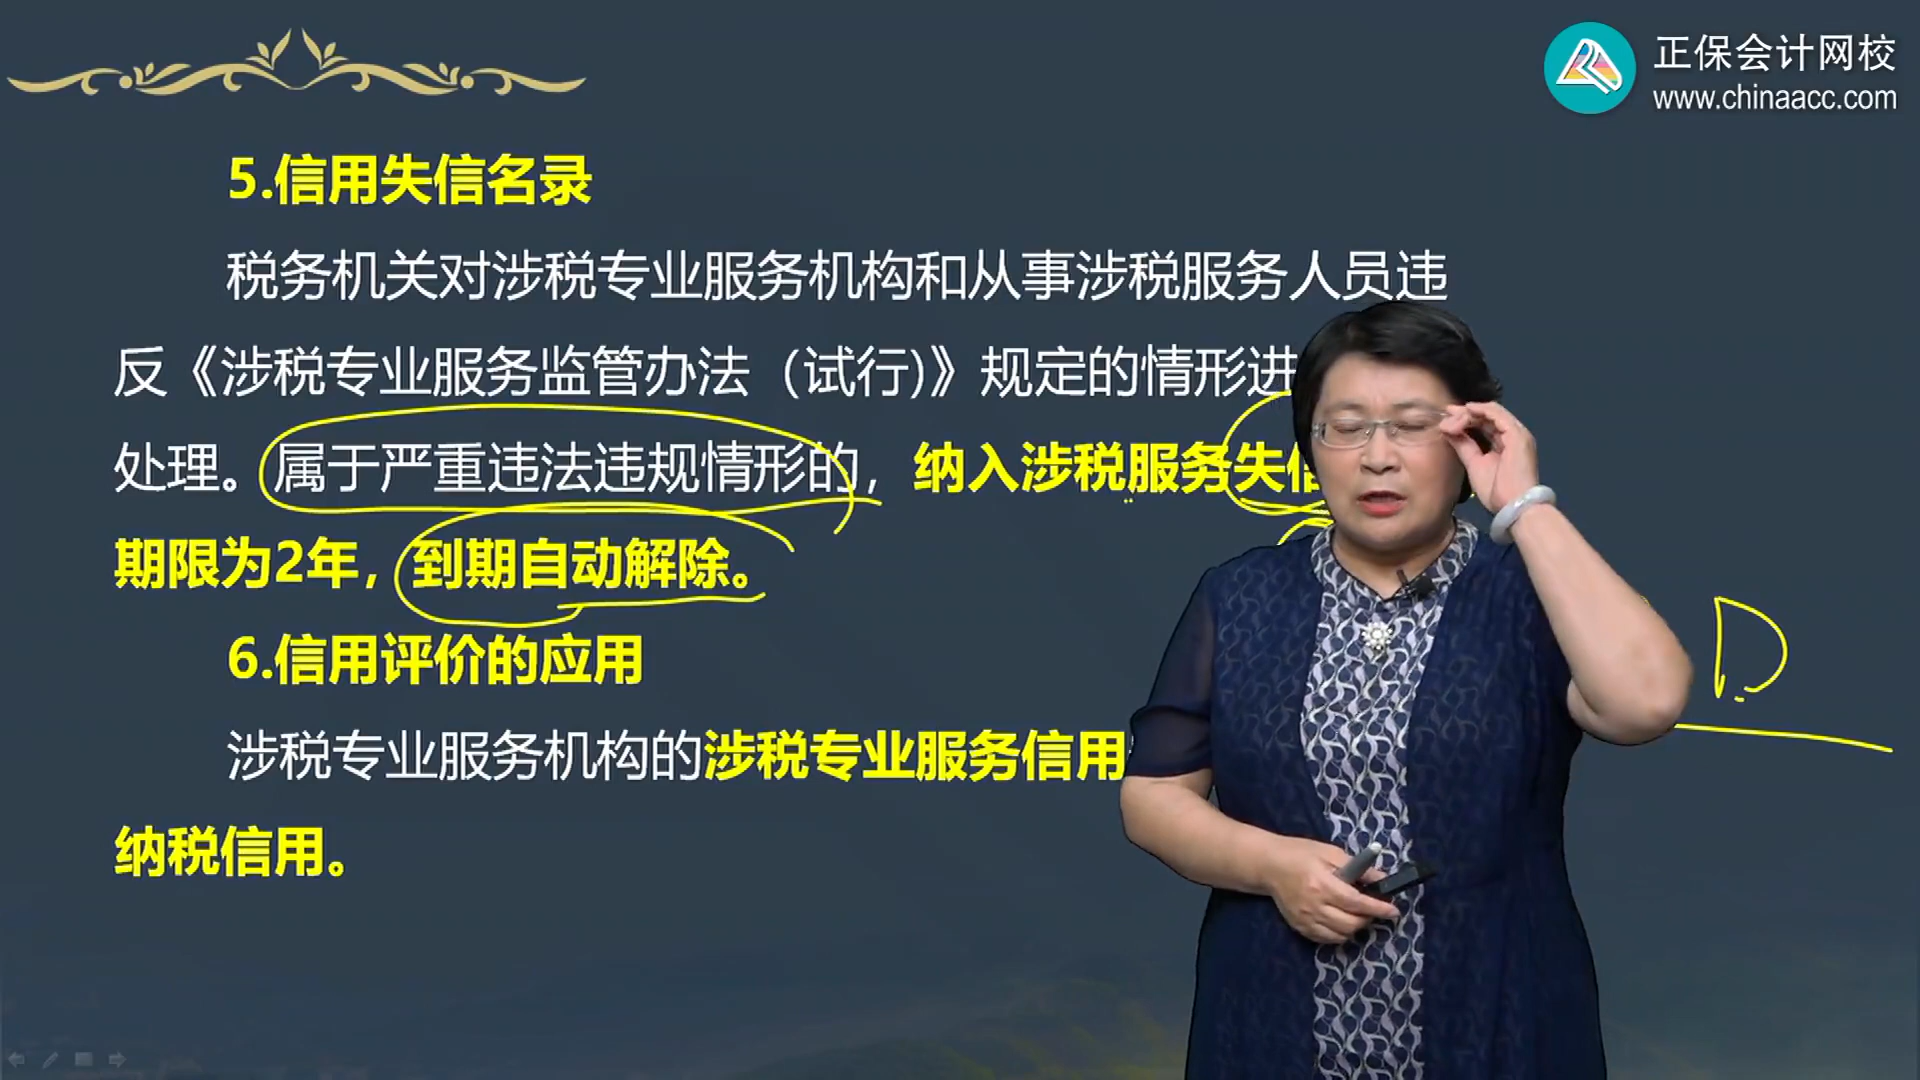 正保会计网校
www.chinaacc.com
5.信用失信名录
税务机关对涉税专业服务机构和从事涉税服务人员违
反《涉税专业服务监管办法（试行)》规定的情形进
处理。属于严重违法违规情形的，纳入涉税服务失信
期限为2年，到期自动解除。
6.信用评价的应用
涉税专业服务机构的涉税专业服务信用
纳税信用。
D